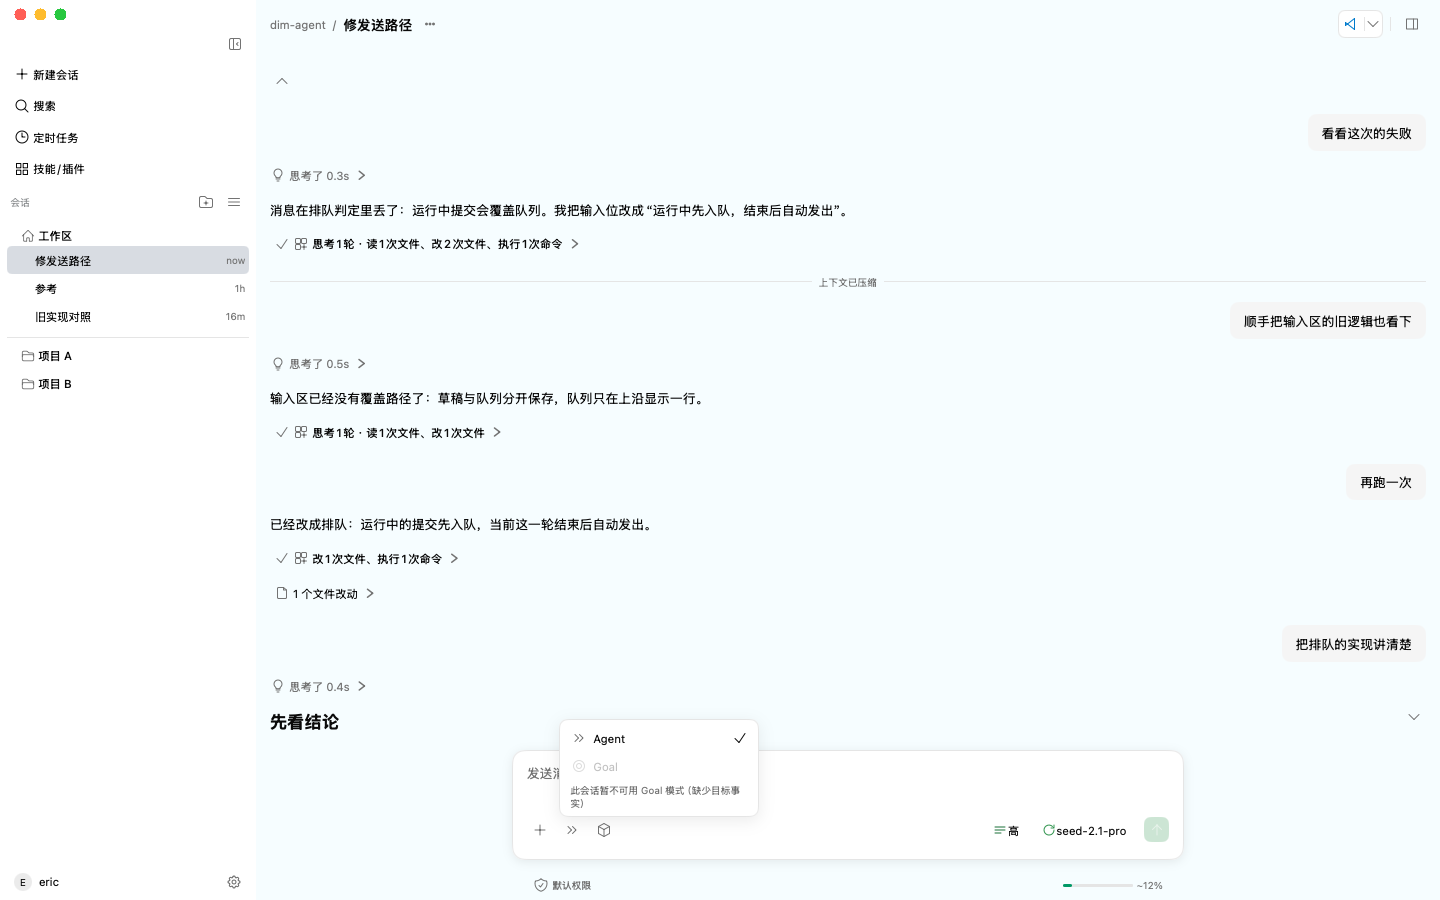 新建会话
搜索
定时任务
技能/插件
会话
工作区
修发送路径 now
参考 1h
旧实现对照 16m
项目 A
项目 B
E eric
dim-agent / 修发送路径 ···
看看这次的失败
思考了 0.3s
消息在排队判定里丢了：运行中提交会覆盖队列。我把输入位改成“运行中先入队，结束后自动发出”。
思考1轮 · 读1次文件、改2次文件、执行1次命令
上下文已压缩
顺手把输入区的旧逻辑也看下
思考了 0.5s
输入区已经没有覆盖路径了：草稿与队列分开保存，队列只在上沿显示一行。
思考1轮 · 读1次文件、改1次文件
再跑一次
已经改成排队：运行中的提交先入队，当前这一轮结束后自动发出。
改1次文件、执行1次命令
1 个文件改动
把排队的实现讲清楚
思考了 0.4s
先看结论
Agent
Goal
此会话暂不可用 Goal 模式 (缺少目标事
实)
发送
高 seed-2.1-pro
默认权限 ~12%